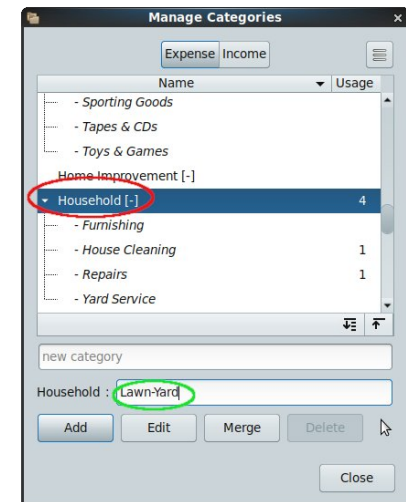 Manage Categories
Expense Income
Name Usage
- Sporting Goods
- Tapes & CDs
- Toys & Games
Home Improvement [-]
Household [-] 4
- Furnishing
- House Cleaning 1
- Repairs 1
- Yard Service
new category
Household : Lawn-Yard
Add Edit Merge Delete
Close